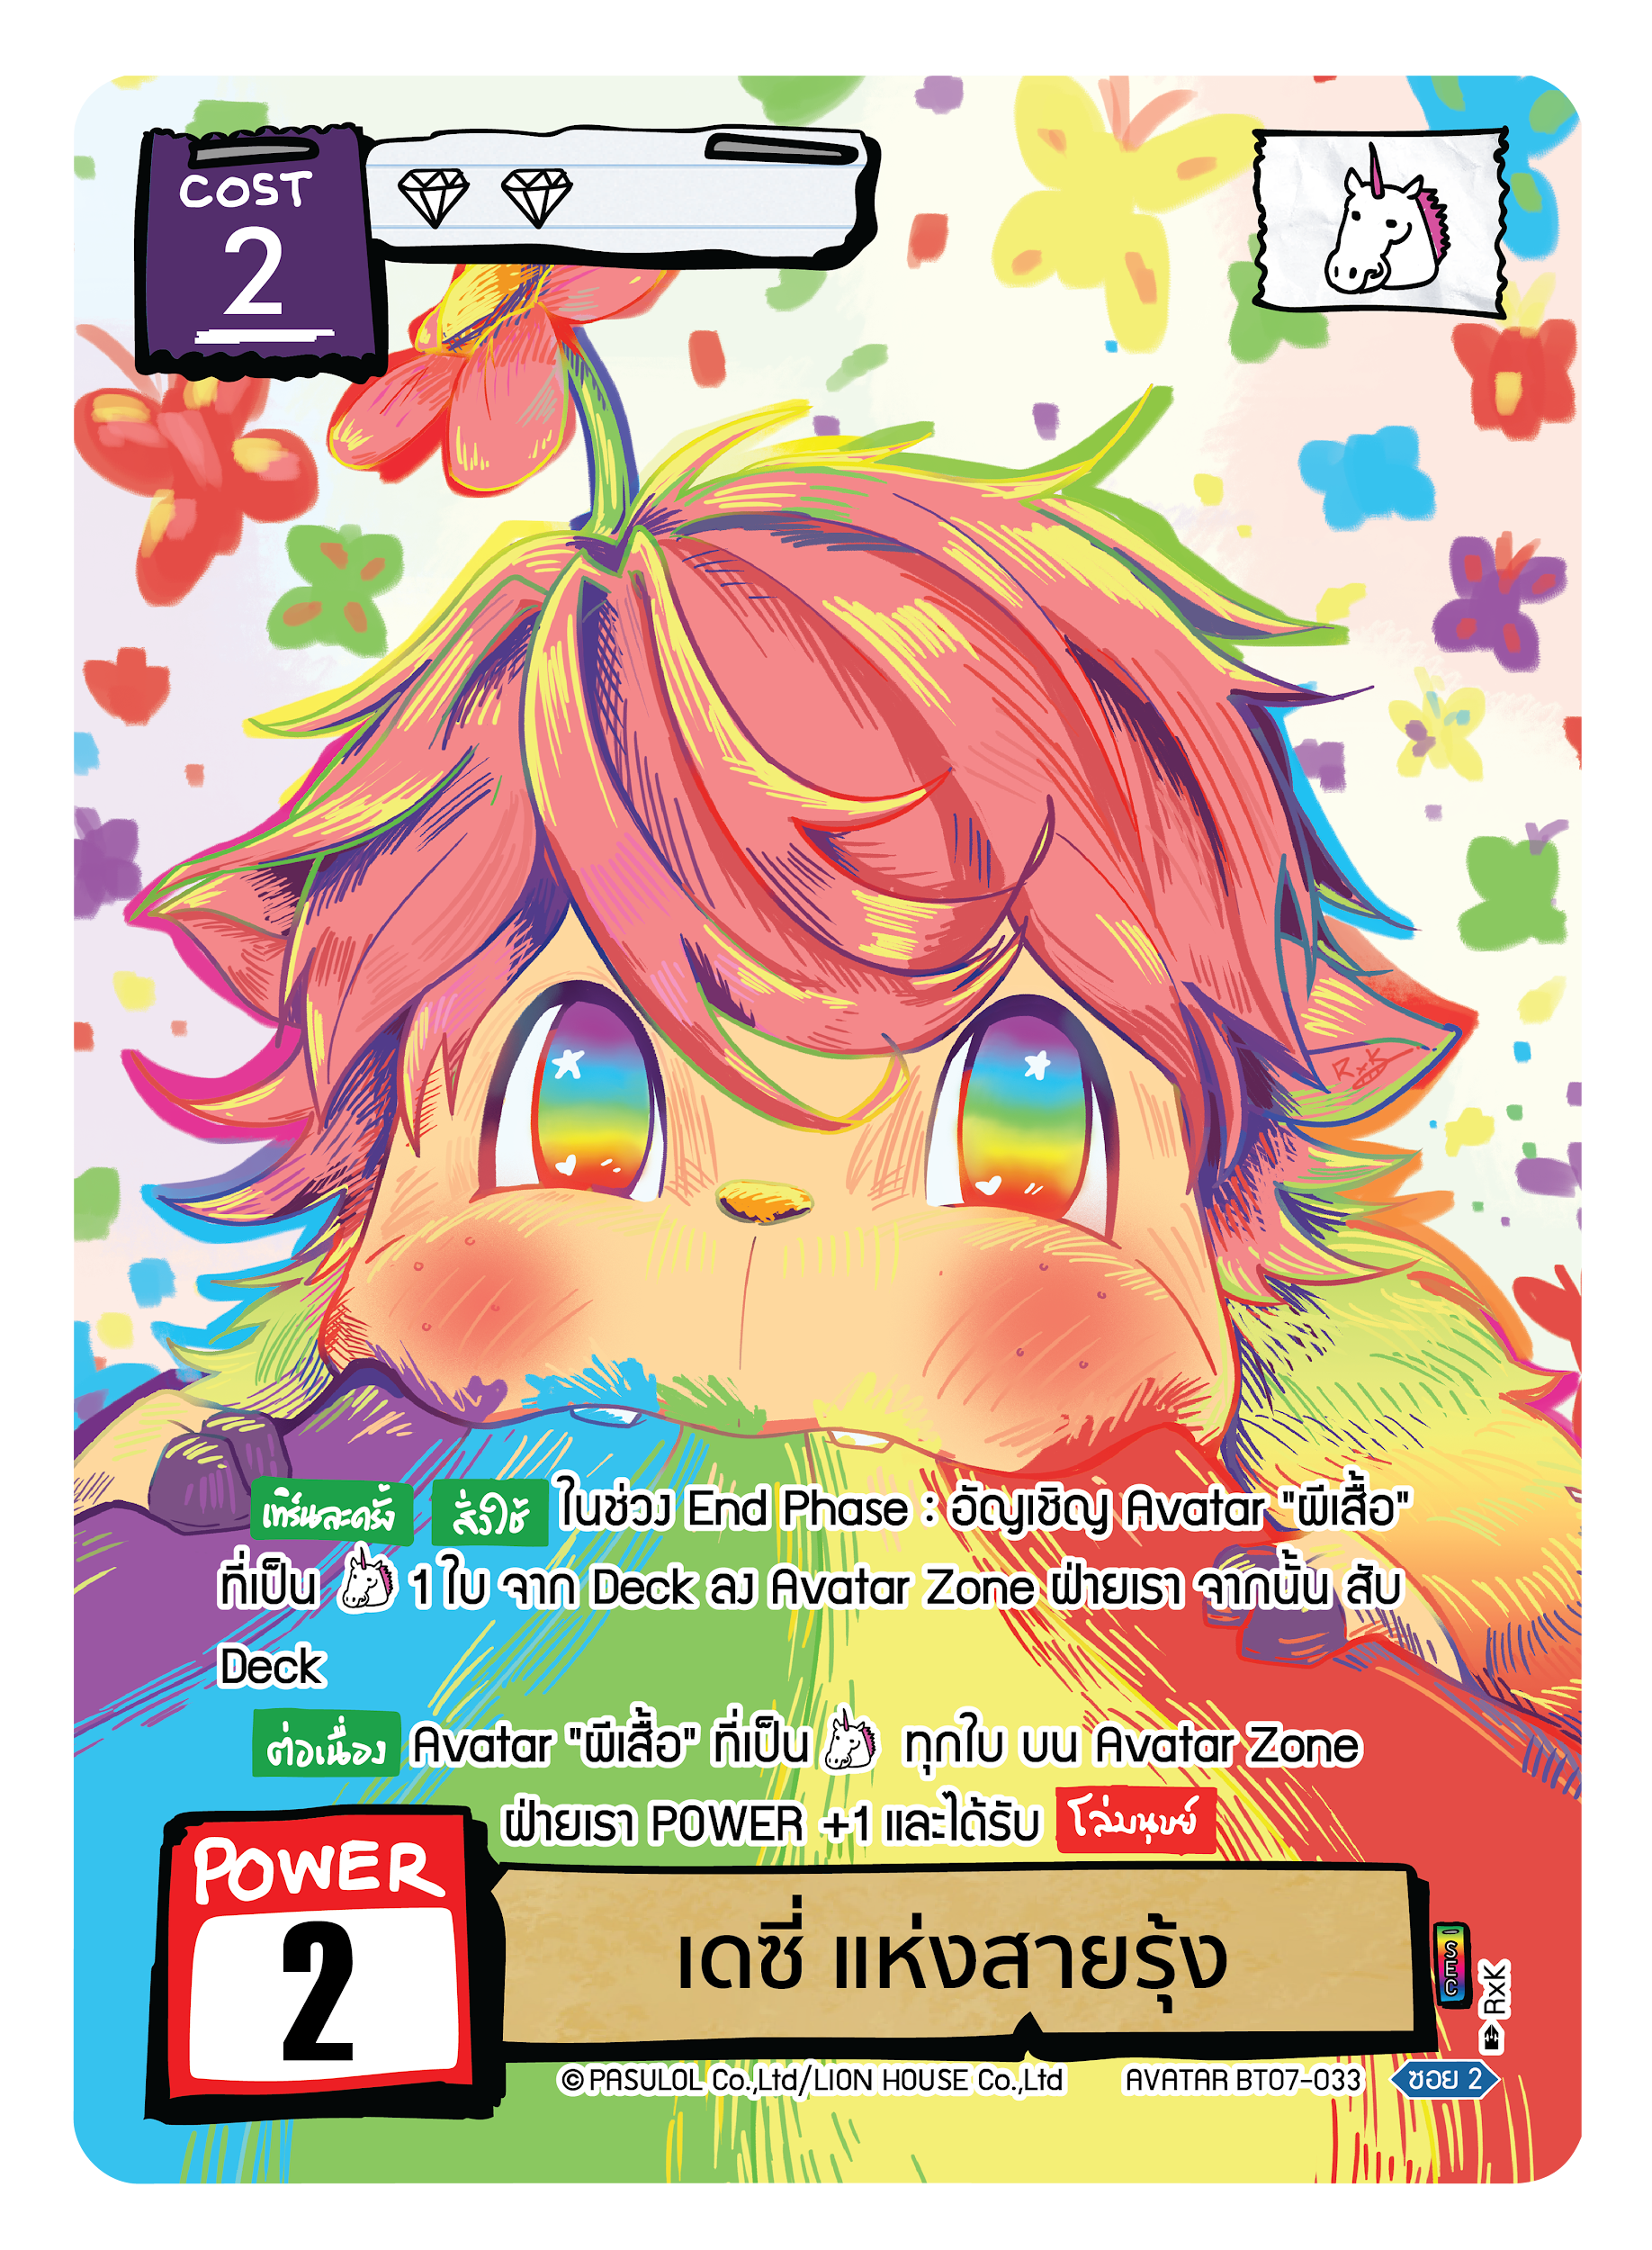 COST
2
RxK
เทิร์นละครั้ง สั่งใช้ ในช่วง End Phase : อัญเชิญ Avatar "ผีเสื้อ"
ที่เป็น 1 ใบ จาก Deck ลง Avatar Zone ฝ่ายเรา จากนั้น สับ
Deck
ต่อเนื่อง Avatar "ผีเสื้อ" ที่เป็น ทุกใบ บน Avatar Zone
ฝ่ายเรา POWER +1 และได้รับ โล่มนุษย์
POWER
2
เดซี่ แห่งสายรุ้ง
SEC
RxK
© PASULOL Co.,Ltd/LION HOUSE Co.,Ltd AVATAR BT07-033 ซอย 2